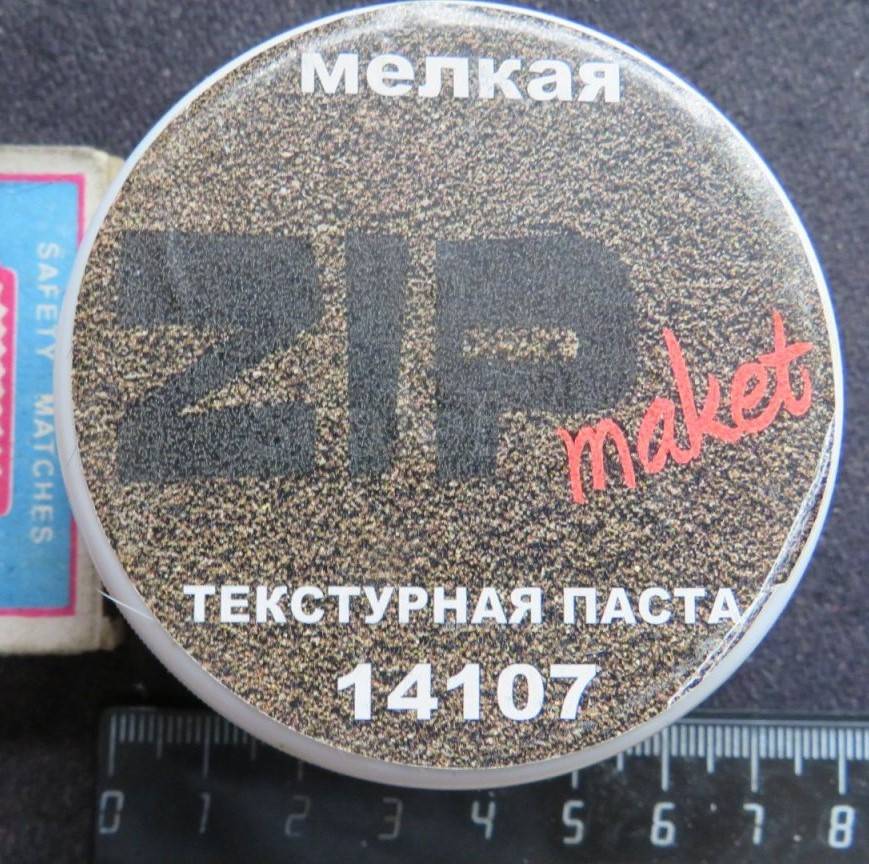 мелкая
ZIP
maket
ТЕКСТУРНАЯ ПАСТА
14107
SAFETY MATCHES
0 1 2 3 4 5 6 7 8